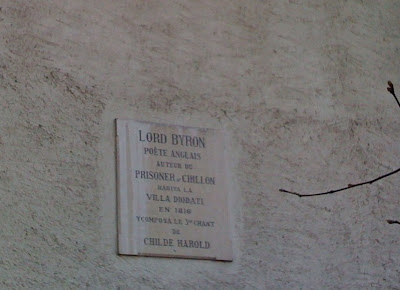 LORD BYRON
POËTE ANGLAIS
AUTEUR DU
PRISONER OF CHILLON
HABITA LA
VILLA DIODATI
EN 1816
Y COMPOSA LE 3ME CHANT
DE
CHILDE HAROLD